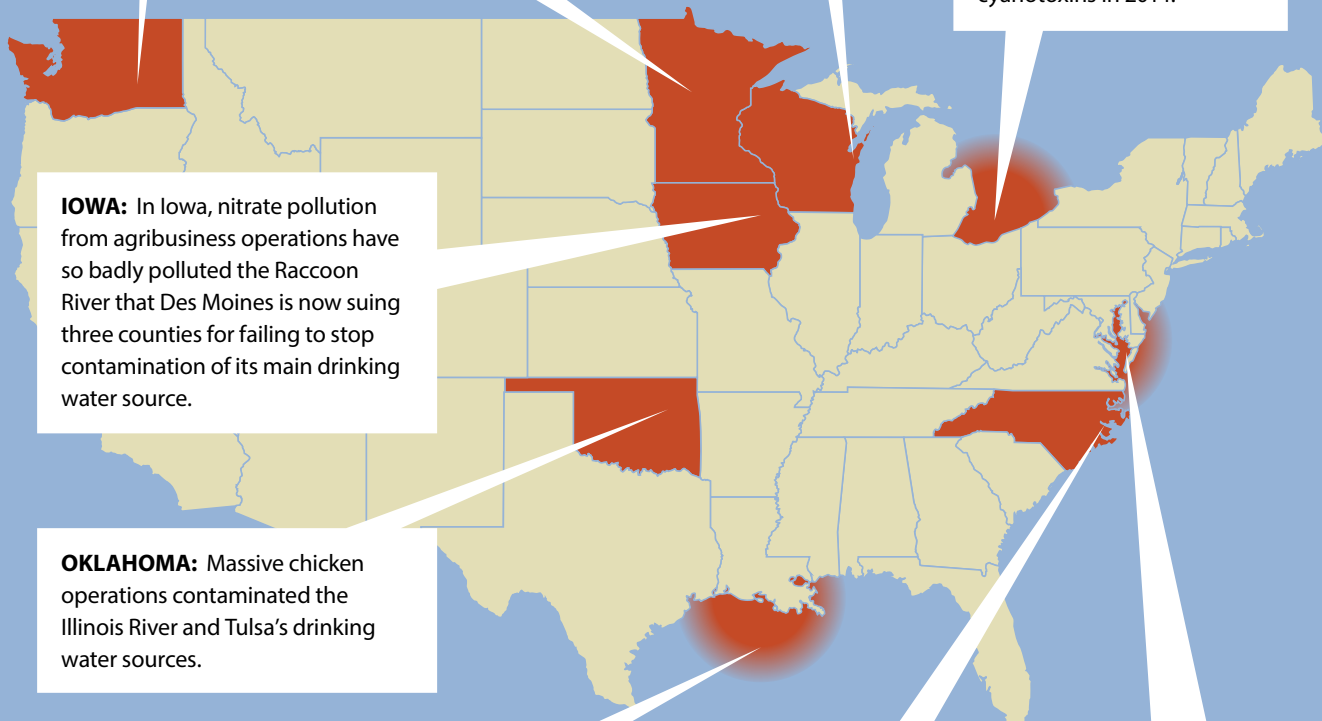 IOWA: In Iowa, nitrate pollution
from agribusiness operations have
so badly polluted the Raccoon
River that Des Moines is now suing
three counties for failing to stop
contamination of its main drinking
water source.
OKLAHOMA: Massive chicken
operations contaminated the
Illinois River and Tulsa’s drinking
water sources.